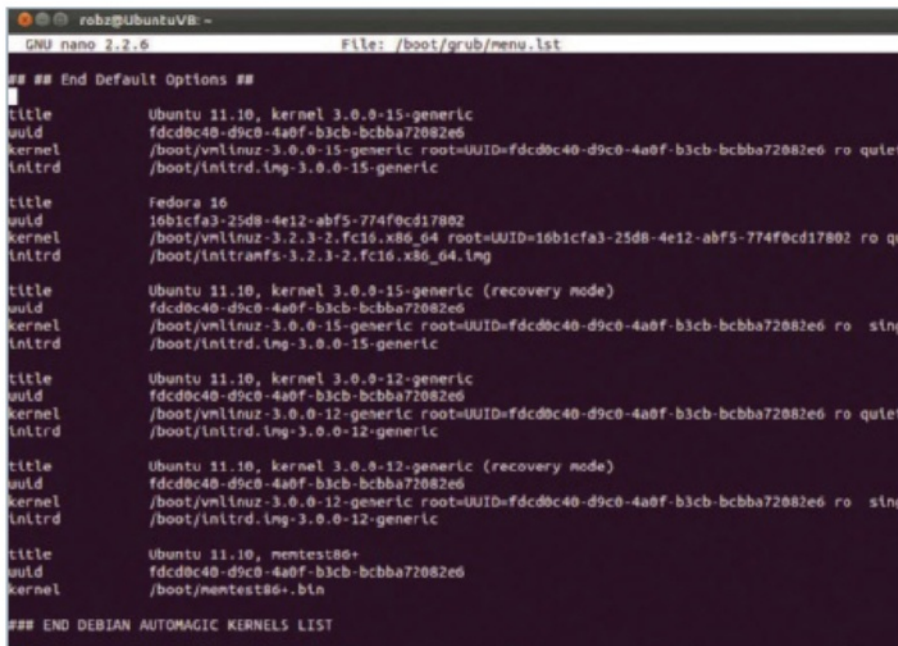 robz@UbuntuVB: ~
GNU nano 2.2.6 File: /boot/grub/menu.lst
## ## End Default Options ##
title Ubuntu 11.10, kernel 3.0.0-15-generic
uuid fdcd0c40-d9c0-4a0f-b3cb-bcbba72082e6
kernel /boot/vmlinuz-3.0.0-15-generic root=UUID=fdcd0c40-d9c0-4a0f-b3cb-bcbba72082e6 ro quiet
initrd /boot/initrd.img-3.0.0-15-generic
title Fedora 16
uuid 16b1cfa3-25d8-4e12-abf5-774f0cd17802
kernel /boot/vmlinuz-3.2.3-2.fc16.x86_64 root=UUID=16b1cfa3-25d8-4e12-abf5-774f0cd17802 ro qu
initrd /boot/initramfs-3.2.3-2.fc16.x86_64.img
title Ubuntu 11.10, kernel 3.0.0-15-generic (recovery mode)
uuid fdcd0c40-d9c0-4a0f-b3cb-bcbba72082e6
kernel /boot/vmlinuz-3.0.0-15-generic root=UUID=fdcd0c40-d9c0-4a0f-b3cb-bcbba72082e6 ro sing
initrd /boot/initrd.img-3.0.0-15-generic
title Ubuntu 11.10, kernel 3.0.0-12-generic
uuid fdcd0c40-d9c0-4a0f-b3cb-bcbba72082e6
kernel /boot/vmlinuz-3.0.0-12-generic root=UUID=fdcd0c40-d9c0-4a0f-b3cb-bcbba72082e6 ro quiet
initrd /boot/initrd.img-3.0.0-12-generic
title Ubuntu 11.10, kernel 3.0.0-12-generic (recovery mode)
uuid fdcd0c40-d9c0-4a0f-b3cb-bcbba72082e6
kernel /boot/vmlinuz-3.0.0-12-generic root=UUID=fdcd0c40-d9c0-4a0f-b3cb-bcbba72082e6 ro sing
initrd /boot/initrd.img-3.0.0-12-generic
title Ubuntu 11.10, memtest86+
uuid fdcd0c40-d9c0-4a0f-b3cb-bcbba72082e6
kernel /boot/memtest86+.bin
### END DEBIAN AUTOMAGIC KERNELS LIST